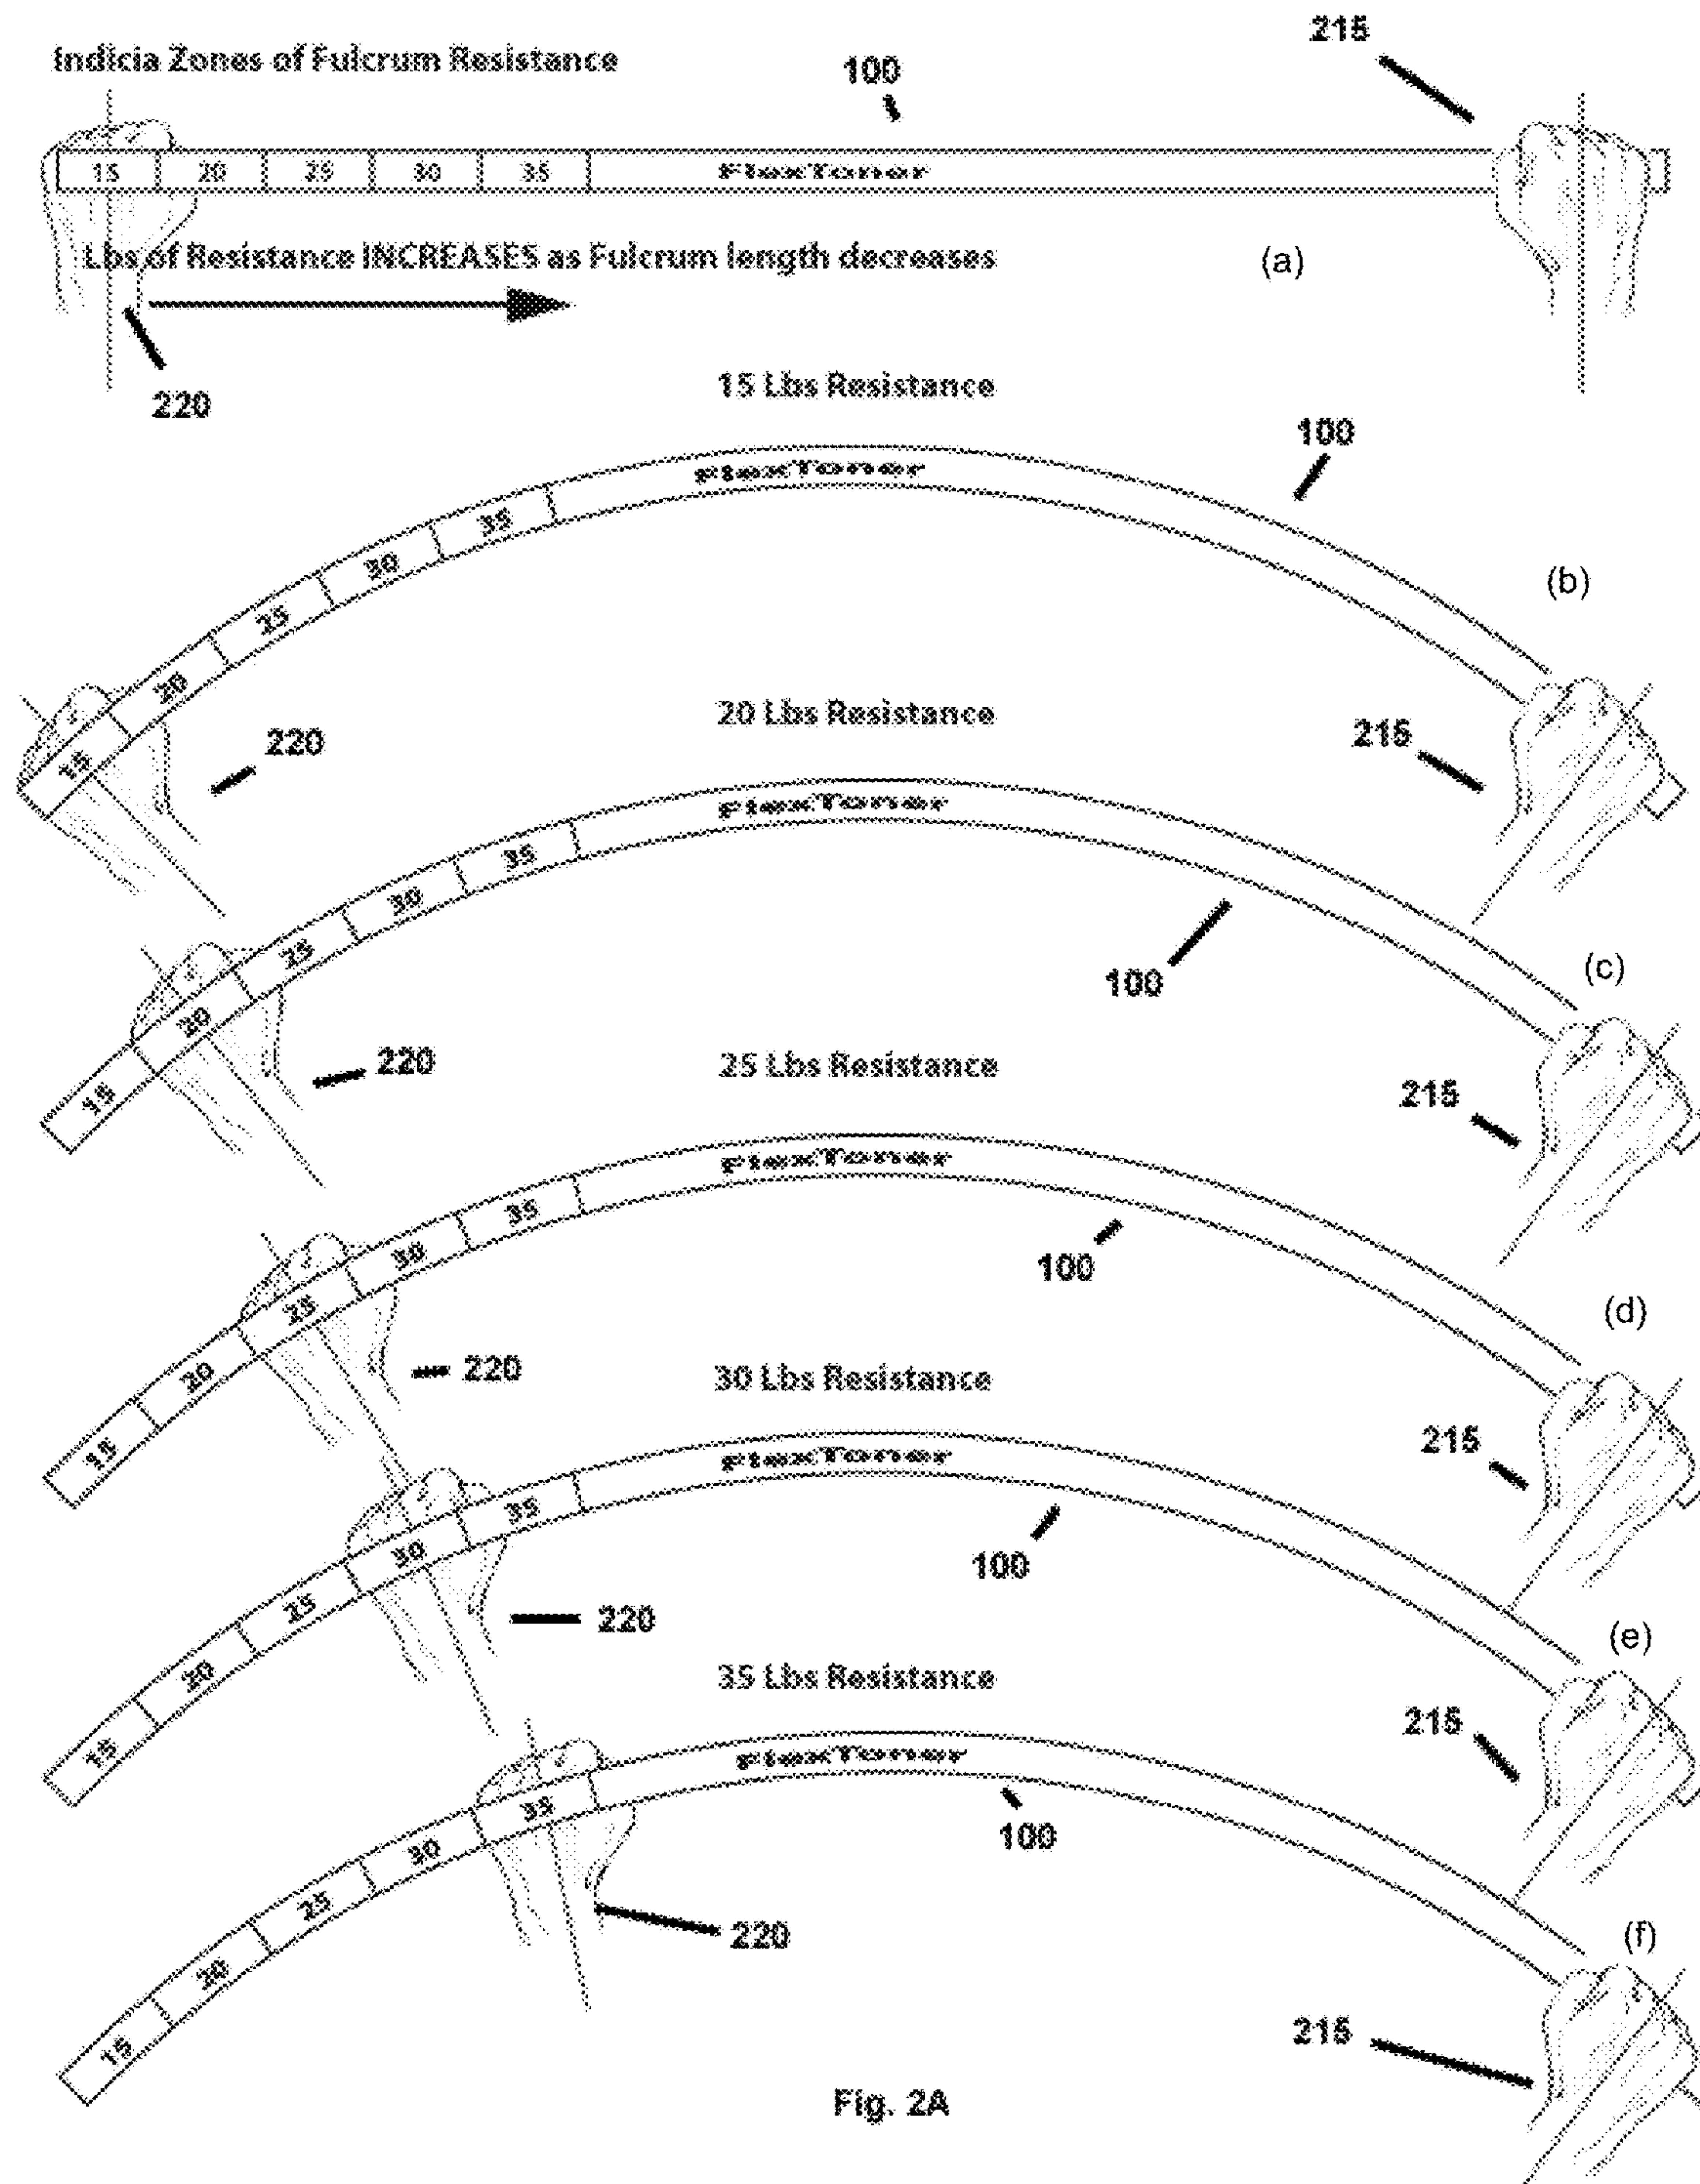 215
Indicia Zones of Fulcrum Resistance
100
15 20 25 30 35 FlexToner
Lbs of Resistance INCREASES as Fulcrum length decreases
(a)
220
15 Lbs Resistance
100
FlexToner
15 20 25 30 35
(b)
220
215
20 Lbs Resistance
FlexToner
15 20 25 30 35
100
(c)
220
215
25 Lbs Resistance
FlexToner
15 20 25 30 35
100
(d)
220
215
30 Lbs Resistance
FlexToner
15 20 25 30 35
100
(e)
220
215
35 Lbs Resistance
FlexToner
15 20 25 30 35
100
(f)
220
215
Fig. 2A